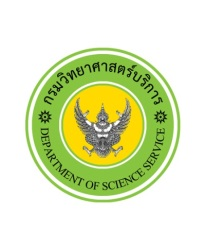 กรมวิทยาศาสตร์บริการ
DEPARTMENT OF SCIENCE SERVICE